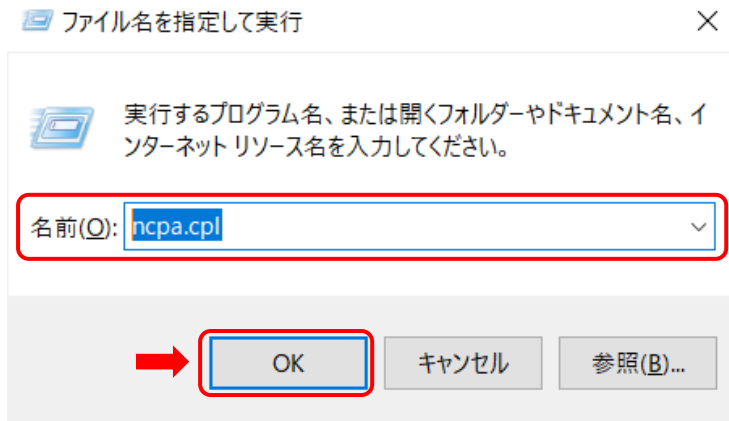 ファイル名を指定して実行
実行するプログラム名、または開くフォルダーやドキュメント名、イ
ンターネット リソース名を入力してください。
名前(O): ncpa.cpl
OK キャンセル 参照(B)...